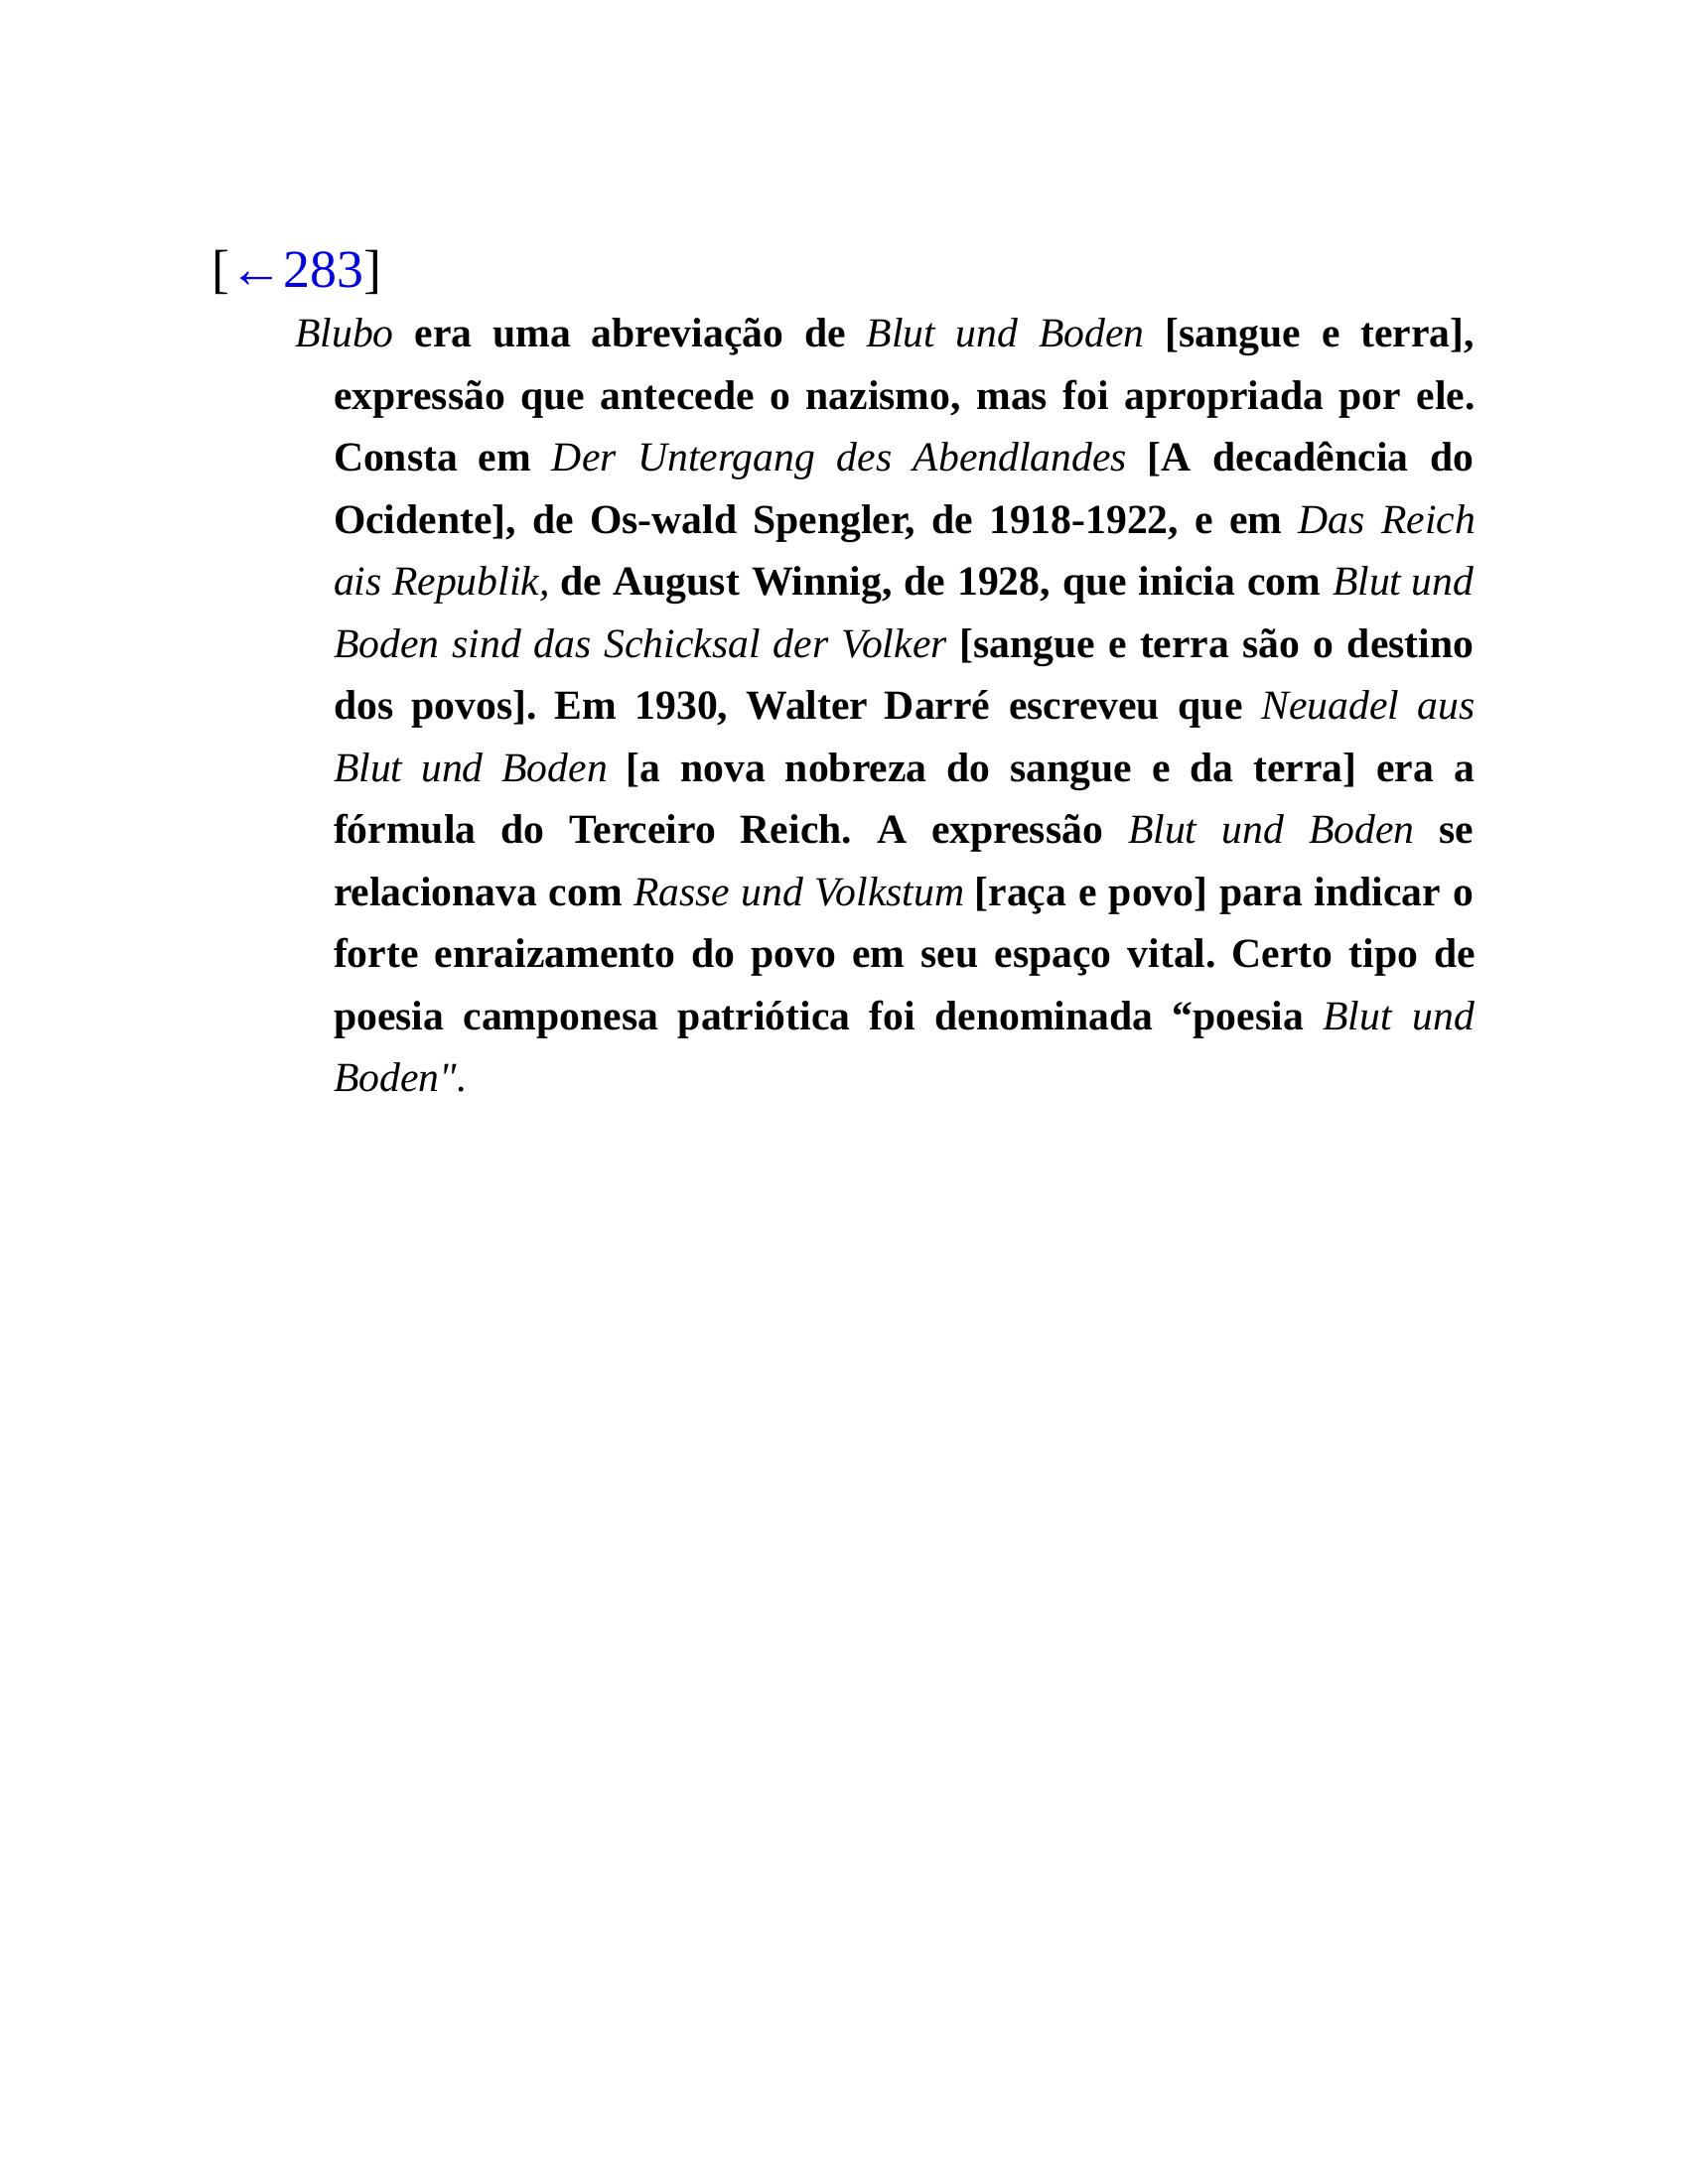 [←283]
Blubo era uma abreviação de Blut und Boden [sangue e terra],
expressão que antecede o nazismo, mas foi apropriada por ele.
Consta em Der Untergang des Abendlandes [A decadência do
Ocidente], de Os-wald Spengler, de 1918-1922, e em Das Reich
ais Republik, de August Winnig, de 1928, que inicia com Blut und
Boden sind das Schicksal der Volker [sangue e terra são o destino
dos povos]. Em 1930, Walter Darré escreveu que Neuadel aus
Blut und Boden [a nova nobreza do sangue e da terra] era a
fórmula do Terceiro Reich. A expressão Blut und Boden se
relacionava com Rasse und Volkstum [raça e povo] para indicar o
forte enraizamento do povo em seu espaço vital. Certo tipo de
poesia camponesa patriótica foi denominada “poesia Blut und
Boden".